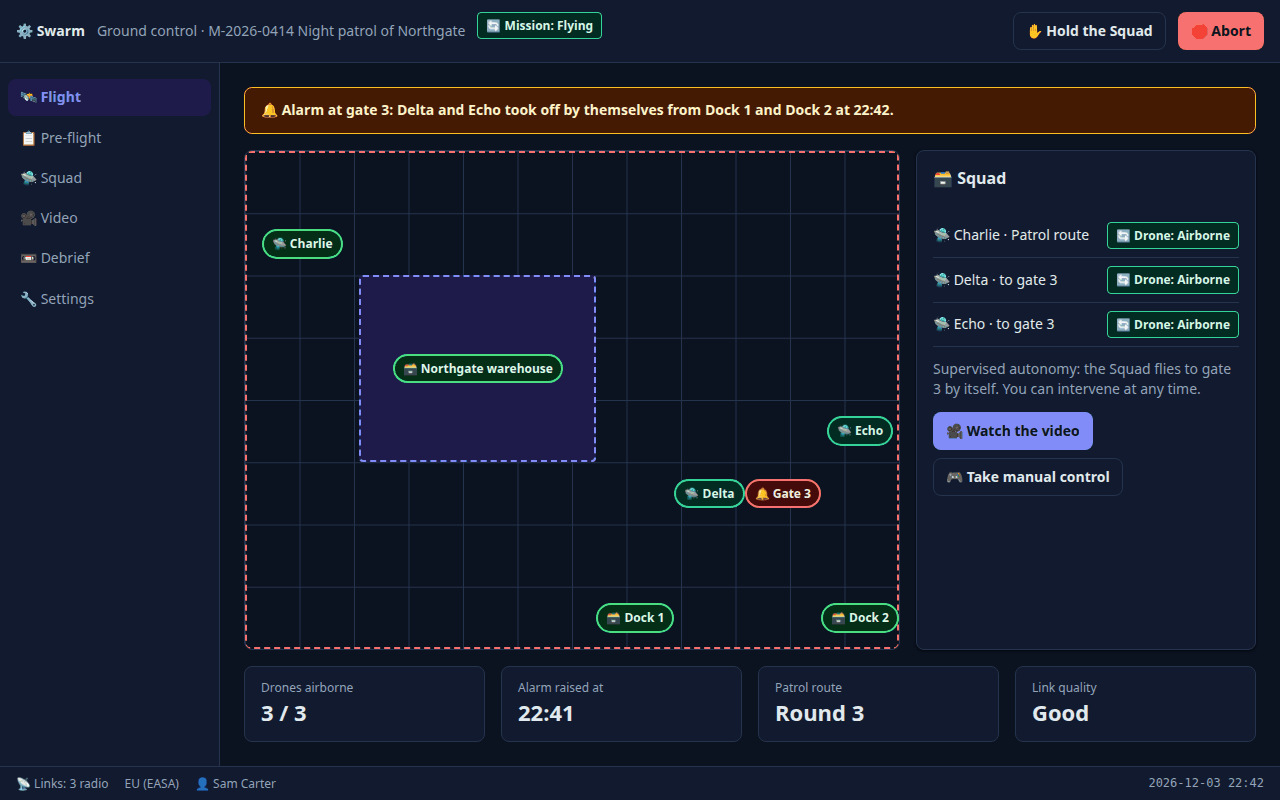 Swarm Ground control · M-2026-0414 Night patrol of Northgate Mission: Flying Hold the Squad Abort
Flight
Pre-flight
Squad
Video
Debrief
Settings
Alarm at gate 3: Delta and Echo took off by themselves from Dock 1 and Dock 2 at 22:42.
Charlie
Northgate warehouse
Echo
Delta
Gate 3
Dock 1
Dock 2
Squad
Charlie · Patrol route Drone: Airborne
Delta · to gate 3 Drone: Airborne
Echo · to gate 3 Drone: Airborne
Supervised autonomy: the Squad flies to gate
3 by itself. You can intervene at any time.
Watch the video
Take manual control
Drones airborne
3 / 3
Alarm raised at
22:41
Patrol route
Round 3
Link quality
Good
Links: 3 radio EU (EASA) Sam Carter 2026-12-03 22:42